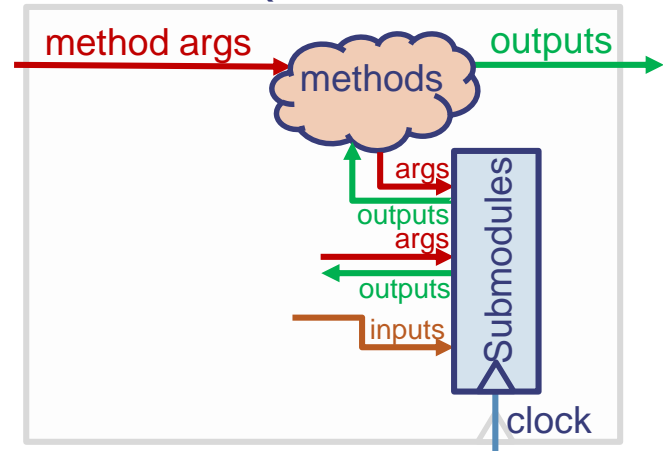 method args
outputs
methods
args
outputs
args
outputs
inputs
Submodules
clock